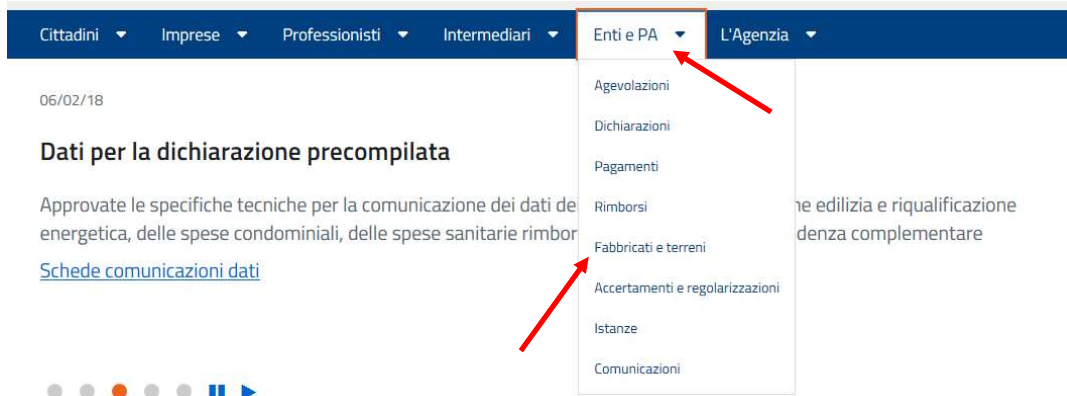 Cittadini Imprese Professionisti Intermediari Enti e PA L'Agenzia
06/02/18
Dati per la dichiarazione precompilata
Approvate le specifiche tecniche per la comunicazione dei dati de
energetica, delle spese condominiali, delle spese sanitarie rimbor
Schede comunicazioni dati
Agevolazioni
Dichiarazioni
Pagamenti
Rimborsi
Fabbricati e terreni
Accertamenti e regolarizzazioni
Istanze
Comunicazioni
ne edilizia e riqualificazione
denza complementare